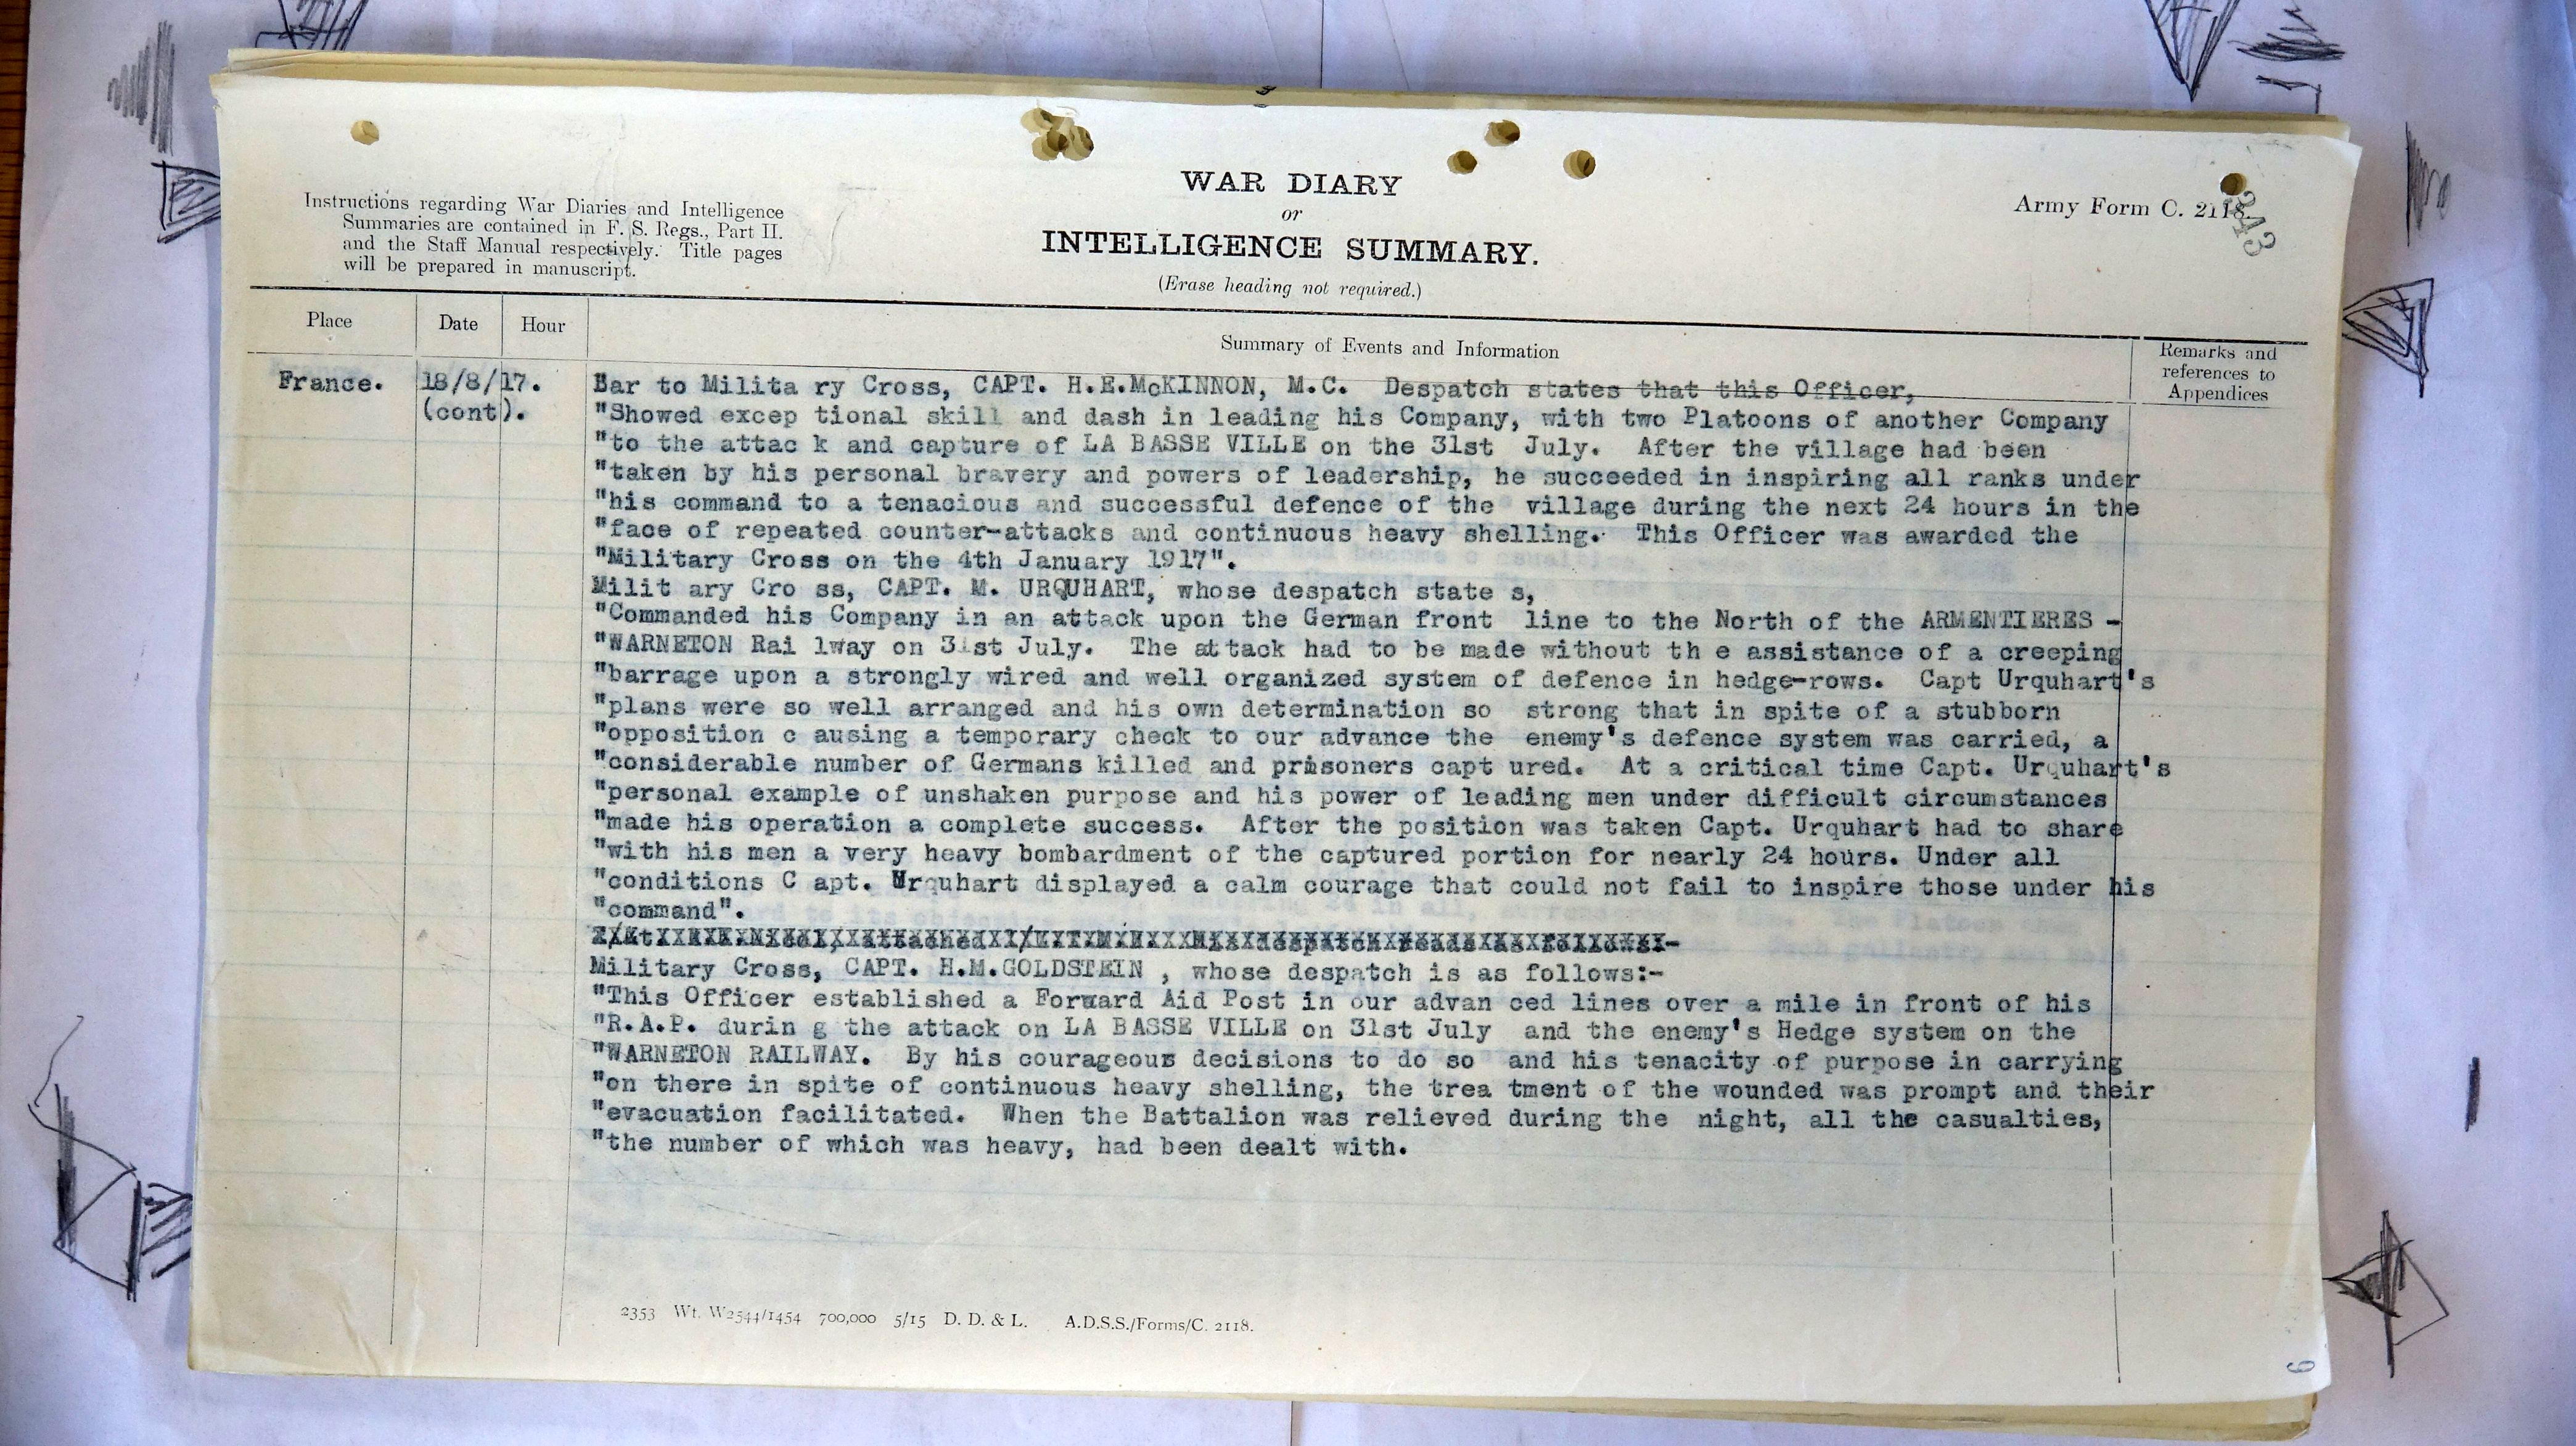 WAR DIARY
or
INTELLIGENCE SUMMARY.
(Erase heading not required.)
Instructions regarding War Diaries and Intelligence
Summaries are contained in F. S. Regs., Part II.
and the Staff Manual respectively. Title pages
will be prepared in manuscript.
Army Form C. 2118.
343
Place
Date
Hour
Summary of Events and Information
Remarks and
references to
Appendices
France.
18/8/17.
(cont).
Bar to Milita ry Cross, CAPT. H.E.McKINNON, M.C. Despatch states that this Officer,
"Showed excep tional skill and dash in leading his Company, with two Platoons of another Company
"to the attac k and capture of LA BASSE VILLE on the 31st July. After the village had been
"taken by his personal bravery and powers of leadership, he succeeded in inspiring all ranks under
"his command to a tenacious and successful defence of the village during the next 24 hours in the
"face of repeated counter-attacks and continuous heavy shelling. This Officer was awarded the
"Military Cross on the 4th January 1917".
Milit ary Cro ss, CAPT. M. URQUHART, whose despatch state s,
"Commanded his Company in an attack upon the German front line to the North of the ARMENTIERES -
"WARNETON Rai lway on 31st July. The attack had to be made without th e assistance of a creeping
"barrage upon a strongly wired and well organized system of defence in hedge-rows. Capt Urquhart's
"plans were so well arranged and his own determination so strong that in spite of a stubborn
"opposition c ausing a temporary check to our advance the enemy's defence system was carried, a
"considerable number of Germans killed and prisoners capt ured. At a critical time Capt. Urquhart's
"personal example of unshaken purpose and his power of leading men under difficult circumstances
"made his operation a complete success. After the position was taken Capt. Urquhart had to share
"with his men a very heavy bombardment of the captured portion for nearly 24 hours. Under all
"conditions C apt. Urquhart displayed a calm courage that could not fail to inspire those under his
"command".
Military Cross, CAPT. H.M.GOLDSTEIN , whose despatch is as follows:-
"This Officer established a Forward Aid Post in our advan ced lines over a mile in front of his
"R.A.P. durin g the attack on LA BASSE VILLE on 31st July and the enemy's Hedge system on the
"WARNETON RAILWAY. By his courageous decisions to do so and his tenacity of purpose in carrying
"on there in spite of continuous heavy shelling, the trea tment of the wounded was prompt and their
"evacuation facilitated. When the Battalion was relieved during the night, all the casualties,
"the number of which was heavy, had been dealt with.
2353 Wt. W2544/1454 700,000 5/15 D. D. & L. A.D.S.S./Forms/C. 2118.